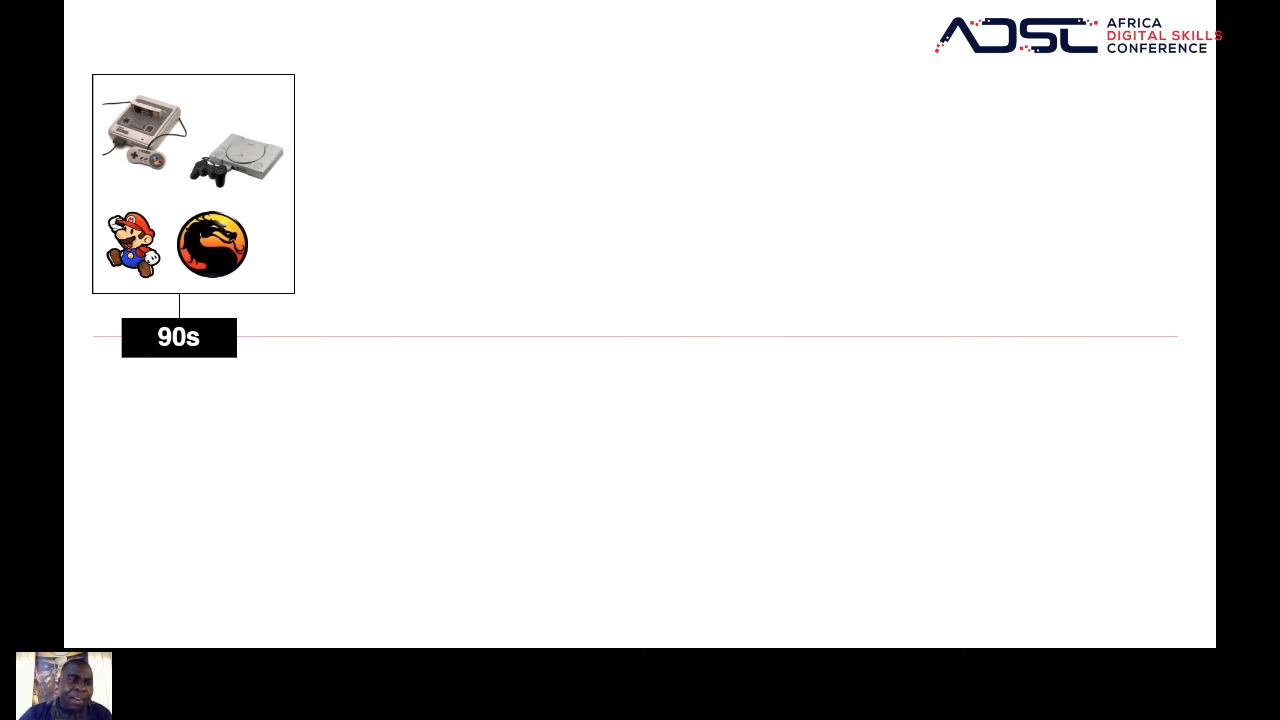 ADSC
AFRICA
DIGITAL SKILLS
CONFERENCE
90s